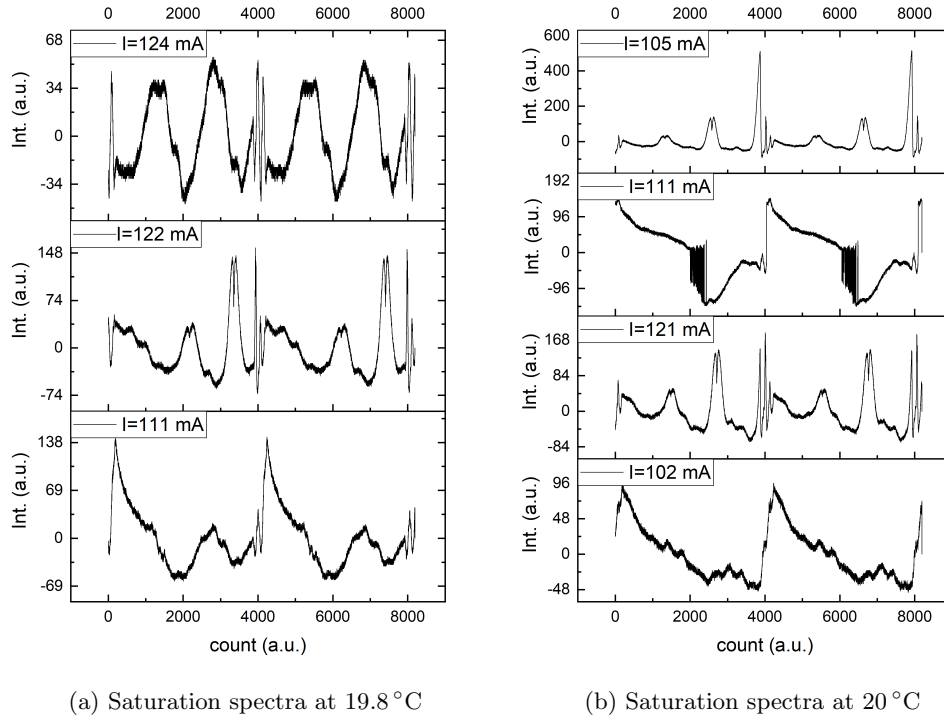 0 2000 4000 6000 8000
68
34
0
-34
I=124 mA
Int. (a.u.)
148
74
0
-74
I=122 mA
Int. (a.u.)
138
69
0
-69
I=111 mA
Int. (a.u.)
0 2000 4000 6000 8000
count (a.u.)
(a) Saturation spectra at 19.8 °C
0 2000 4000 6000 8000
600
400
200
0
I=105 mA
Int. (a.u.)
192
96
0
-96
I=111 mA
Int. (a.u.)
168
84
0
-84
I=121 mA
Int. (a.u.)
96
48
0
-48
I=102 mA
Int. (a.u.)
0 2000 4000 6000 8000
count (a.u.)
(b) Saturation spectra at 20 °C